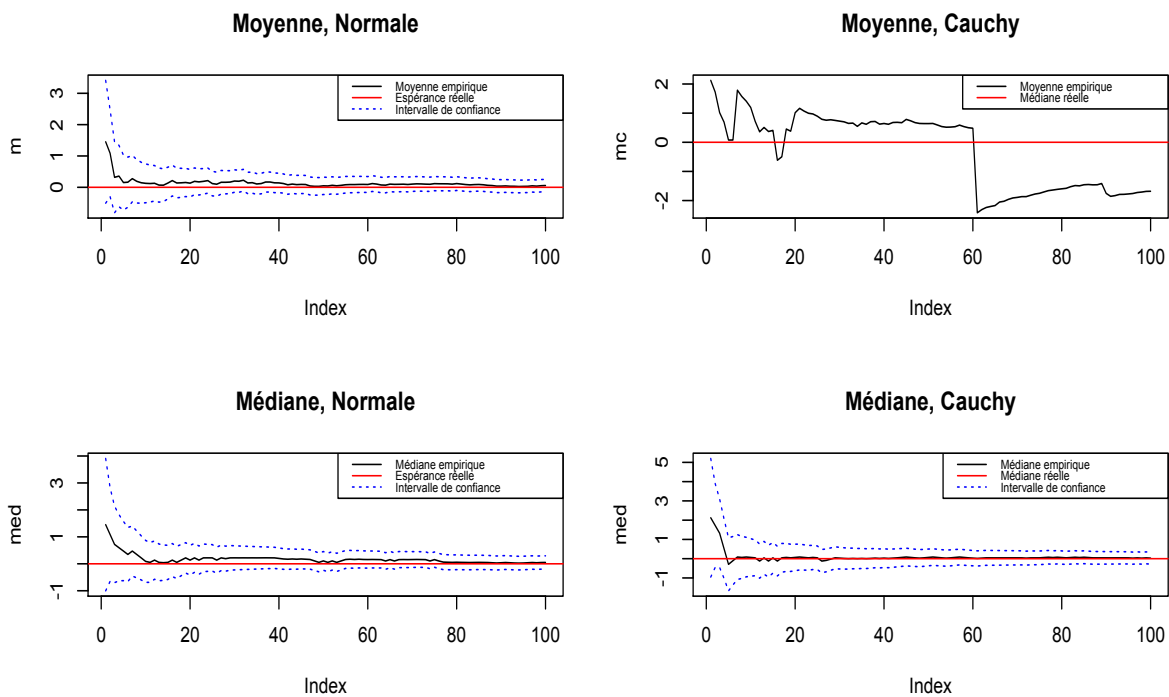 Moyenne, Normale
m
0
1
2
3
Moyenne empirique
Espérance réelle
Intervalle de confiance
0
20
40
60
80
100
Index
Moyenne, Cauchy
mc
-2
0
2
Moyenne empirique
Médiane réelle
0
20
40
60
80
100
Index
Médiane, Normale
med
-1
1
3
Médiane empirique
Espérance réelle
Intervalle de confiance
0
20
40
60
80
100
Index
Médiane, Cauchy
med
-1
1
3
5
Médiane empirique
Médiane réelle
Intervalle de confiance
0
20
40
60
80
100
Index